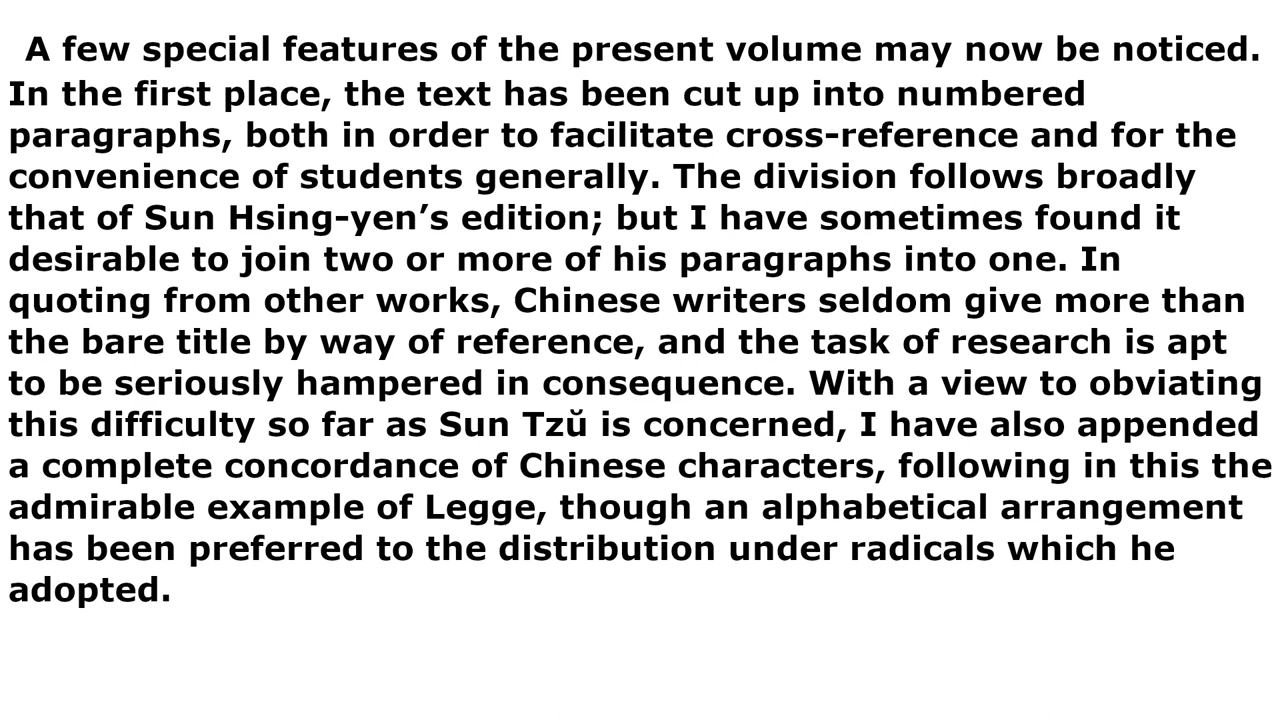 A few special features of the present volume may now be noticed.
In the first place, the text has been cut up into numbered
paragraphs, both in order to facilitate cross-reference and for the
convenience of students generally. The division follows broadly
that of Sun Hsing-yen’s edition; but I have sometimes found it
desirable to join two or more of his paragraphs into one. In
quoting from other works, Chinese writers seldom give more than
the bare title by way of reference, and the task of research is apt
to be seriously hampered in consequence. With a view to obviating
this difficulty so far as Sun Tzŭ is concerned, I have also appended
a complete concordance of Chinese characters, following in this the
admirable example of Legge, though an alphabetical arrangement
has been preferred to the distribution under radicals which he
adopted.